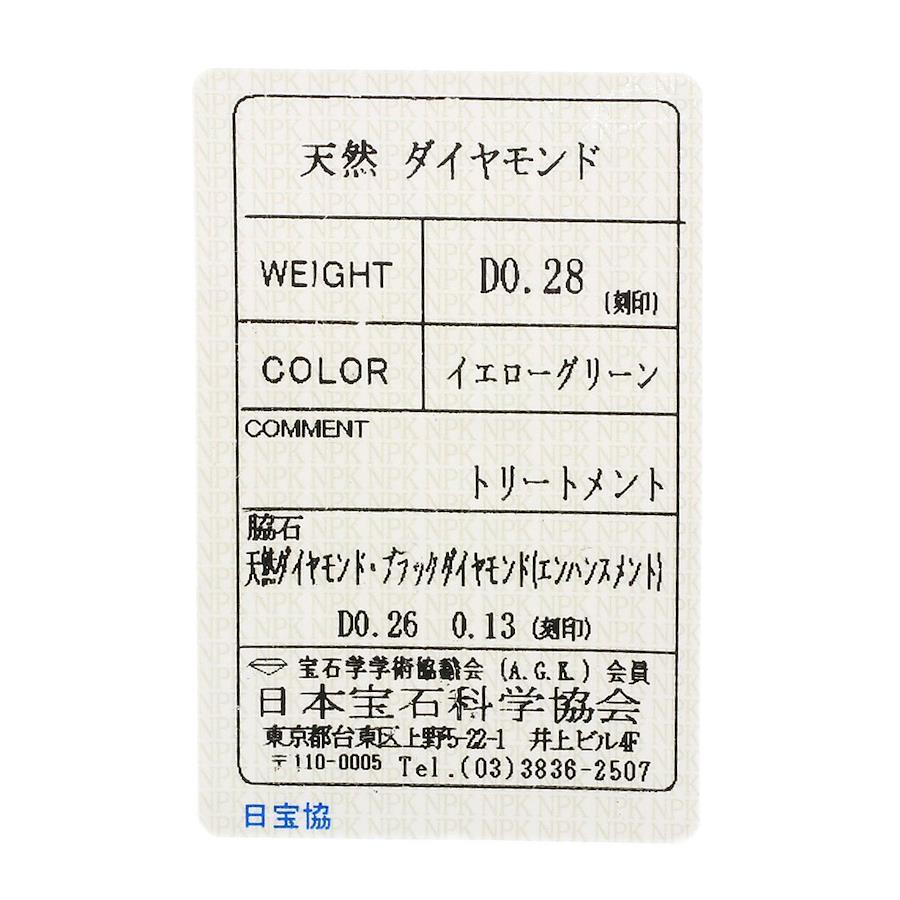 天然 ダイヤモンド
WEIGHT D0.28 (刻印)
COLOR イエローグリーン
COMMENT
トリートメント
脇石
天然ダイヤモンド・ブラックダイヤモンド(エンハンスメント)
D0.26 0.13 (刻印)
宝石学学術協議会 (A.G.K.) 会員
日本宝石科学協会
東京都台東区上野5-22-1 井上ビル4F
〒110-0005 Tel.(03)3836-2507
日宝協